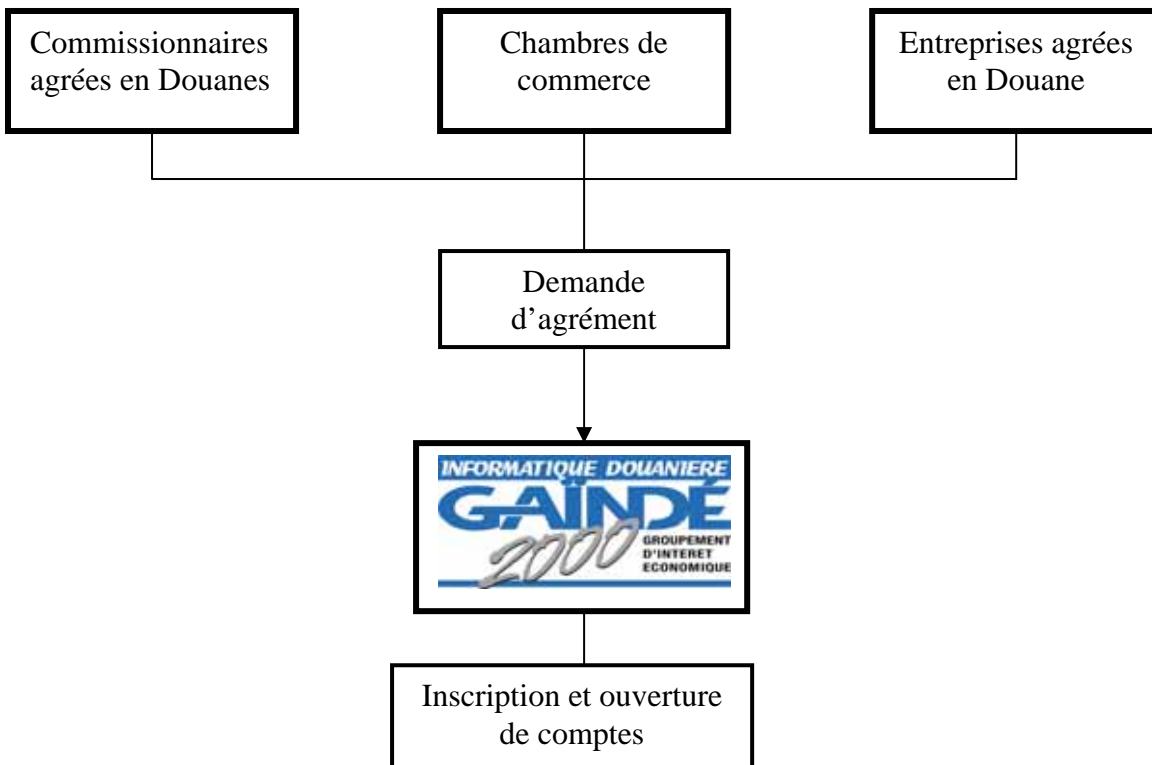 Commissionnaires
agrées en Douanes
Chambres de
commerce
Entreprises agrées
en Douane
Demande
d’agrément
INFORMATIQUE DOUANIERE
GAÏNDÉ
2000
GROUPEMENT
D'INTERET
ECONOMIQUE
Inscription et ouverture
de comptes